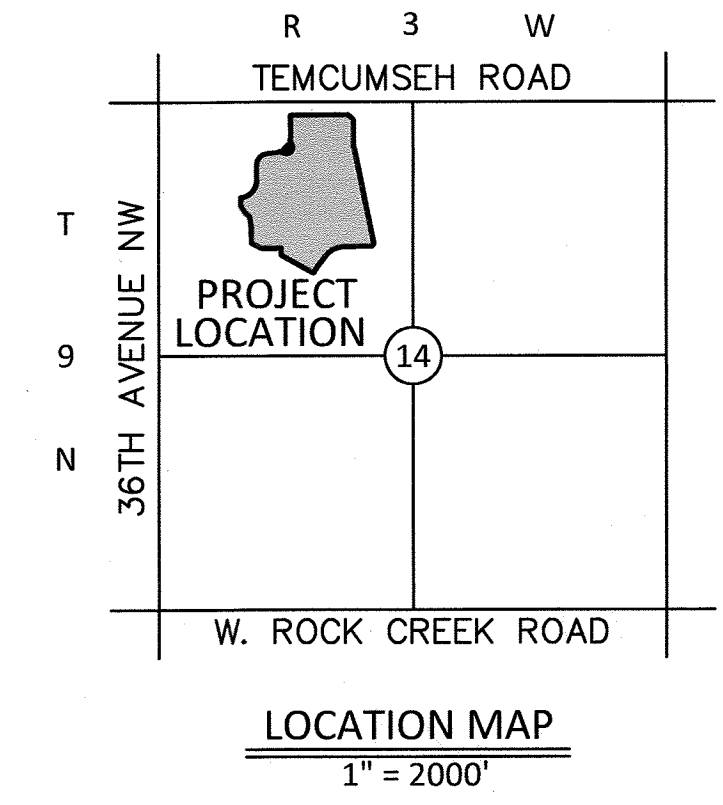 R 3 W
TEMCUMSEH ROAD
T
9
N
36TH AVENUE NW
PROJECT
LOCATION
14
W. ROCK CREEK ROAD
LOCATION MAP
1" = 2000'